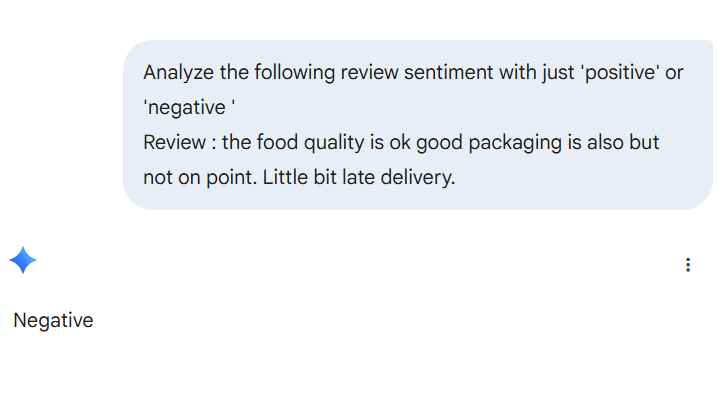 Analyze the following review sentiment with just 'positive' or
'negative '
Review : the food quality is ok good packaging is also but
not on point. Little bit late delivery.
Negative